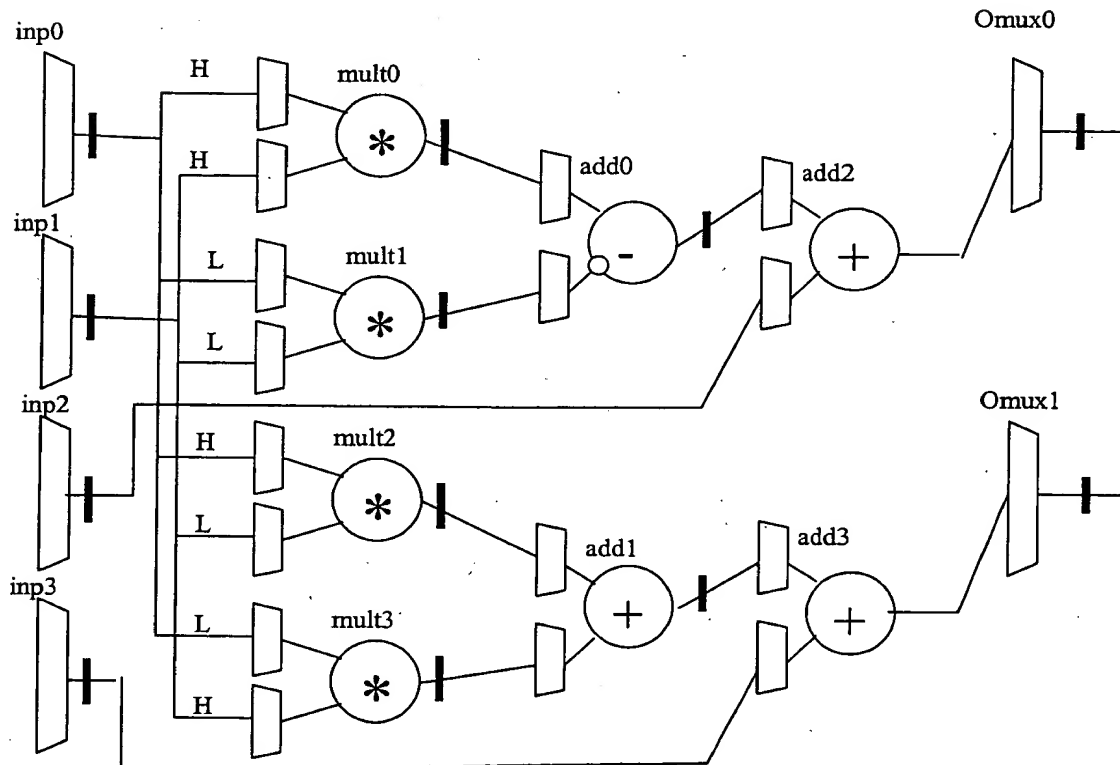 inp0
Omux0
H
mult0
*
H
add0
add2
inp1
-
+
L
mult1
*
L
inp2
Omux1
H
mult2
*
L
add1
add3
inp3
+
+
L
mult3
*
H